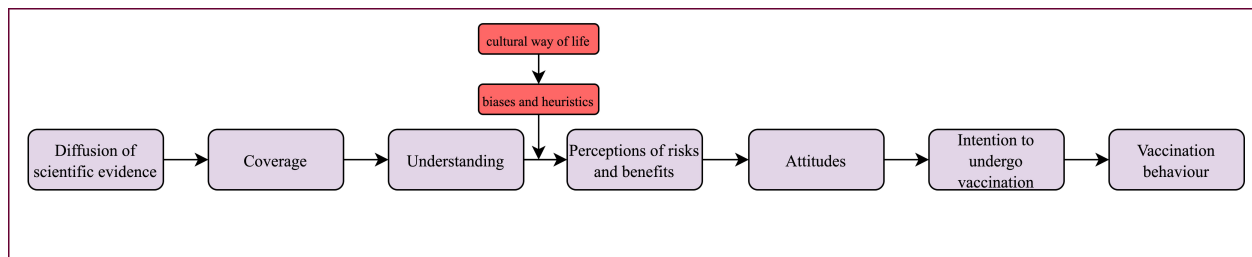 cultural way of life
biases and heuristics
Diffusion of
scientific evidence
Coverage
Understanding
Perceptions of risks
and benefits
Attitudes
Intention to
undergo
vaccination
Vaccination
behaviour